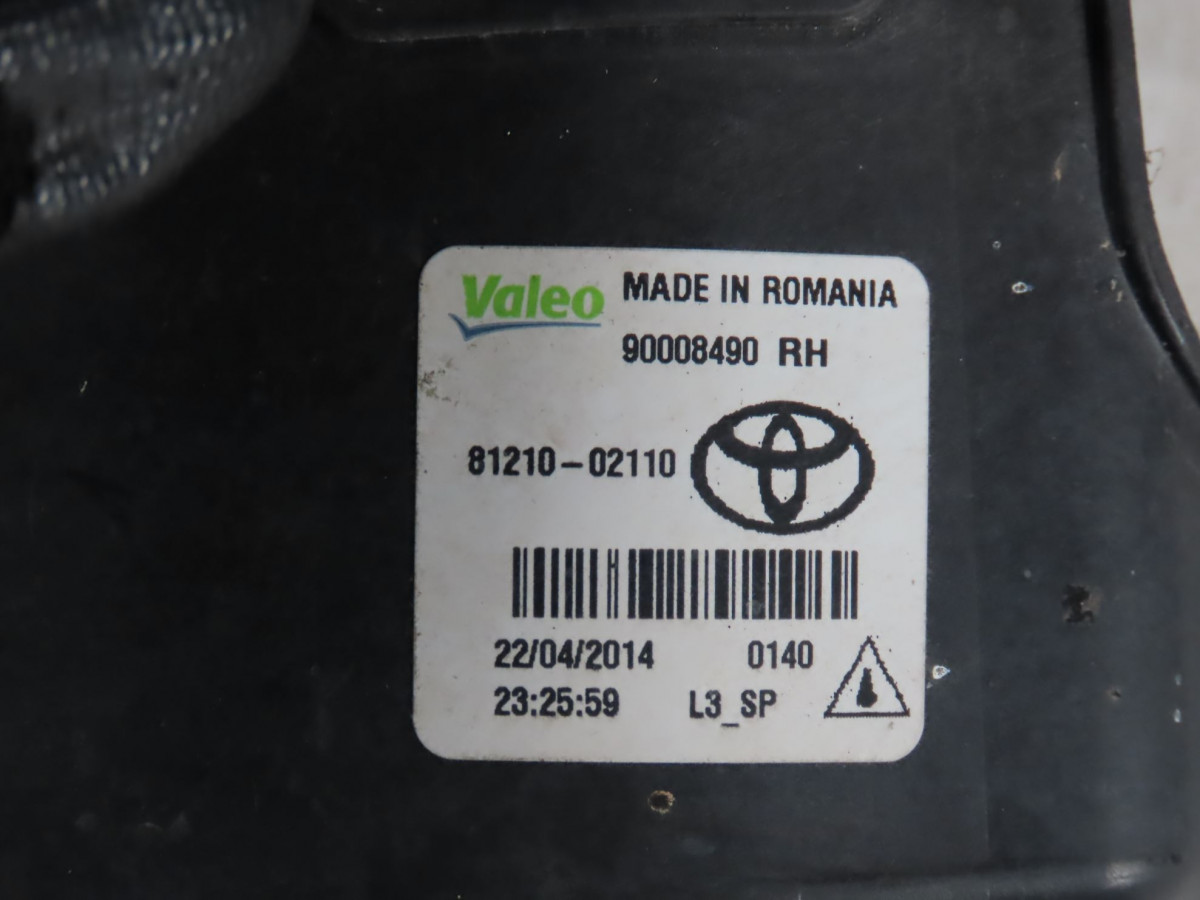 Valeo MADE IN ROMANIA
90008490 RH
81210-02110
22/04/2014 0140
23:25:59 L3_SP